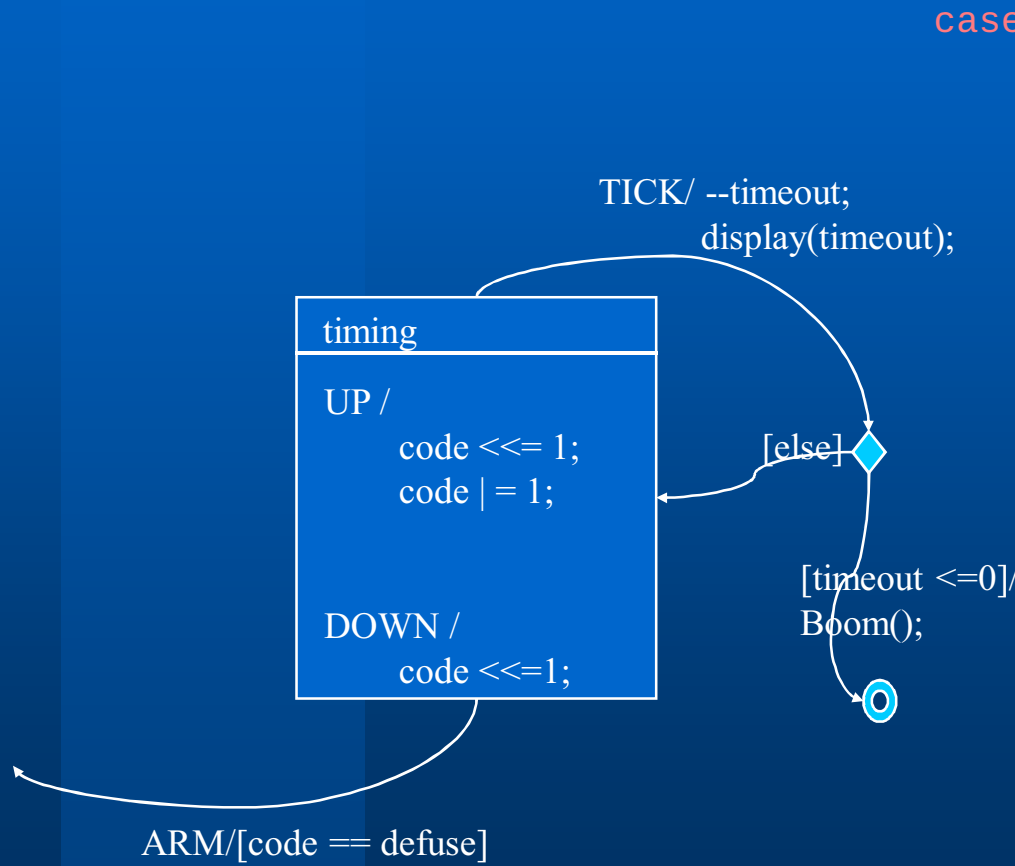 case
TICK/ --timeout;
display(timeout);
timing
UP /
code <<= 1;
code | = 1;
[else]
[timeout <=0]/
Boom();
DOWN /
code <<=1;
ARM/[code == defuse]